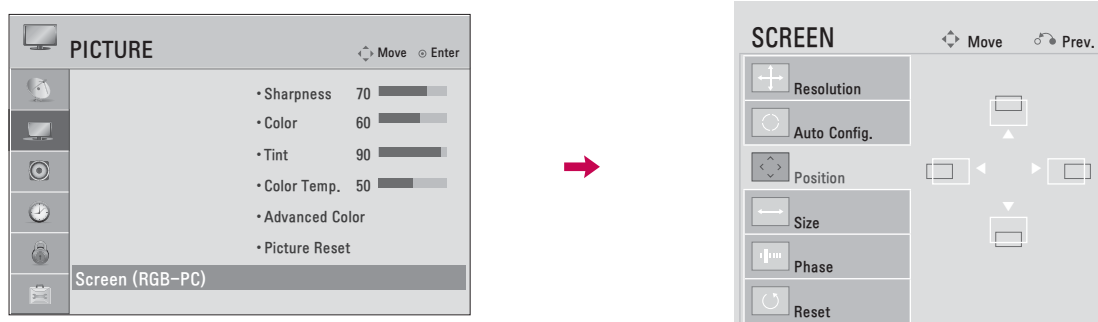 PICTURE
Move Enter
• Sharpness 70
• Color 60
• Tint 90
• Color Temp. 50
• Advanced Color
• Picture Reset
Screen (RGB-PC)
SCREEN
Move Prev.
Resolution
Auto Config.
Position
Size
Phase
Reset